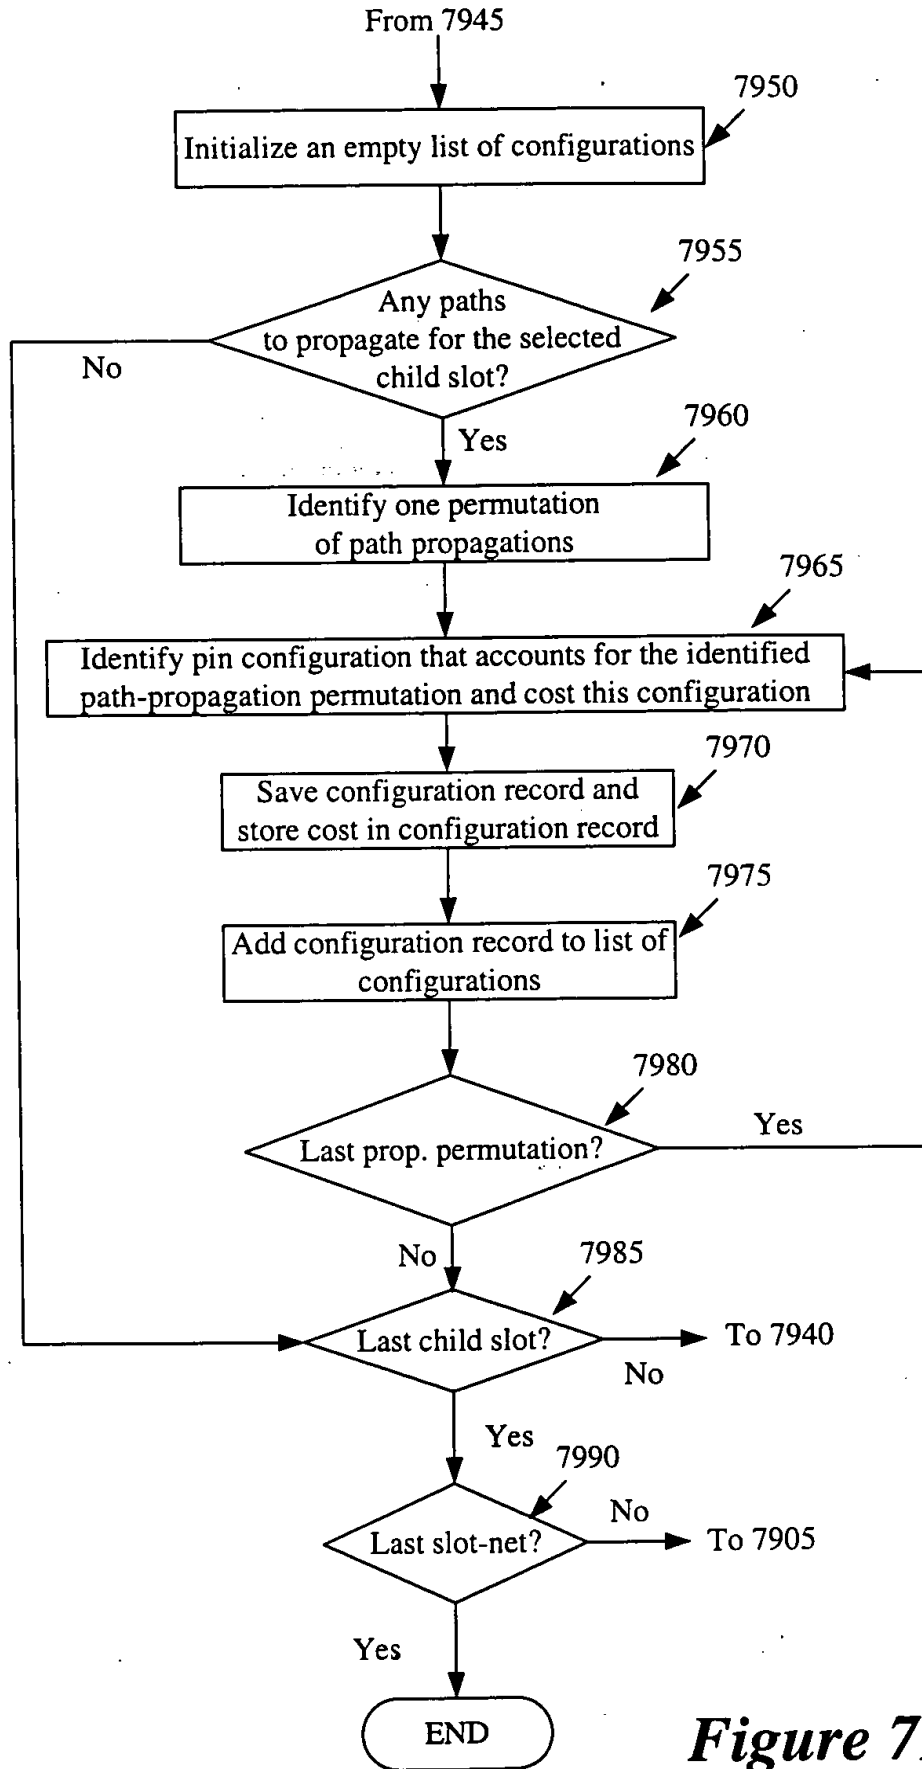 From 7945
7950
Initialize an empty list of configurations
7955
Any paths
to propagate for the selected
child slot?
No
7960
Yes
Identify one permutation
of path propagations
7965
Identify pin configuration that accounts for the identified
path-propagation permutation and cost this configuration
7970
Save configuration record and
store cost in configuration record
7975
Add configuration record to list of
configurations
7980
Last prop. permutation?
Yes
No
7985
Last child slot?
To 7940
No
Yes
7990
No
Last slot-net?
To 7905
Yes
END
Figure 7